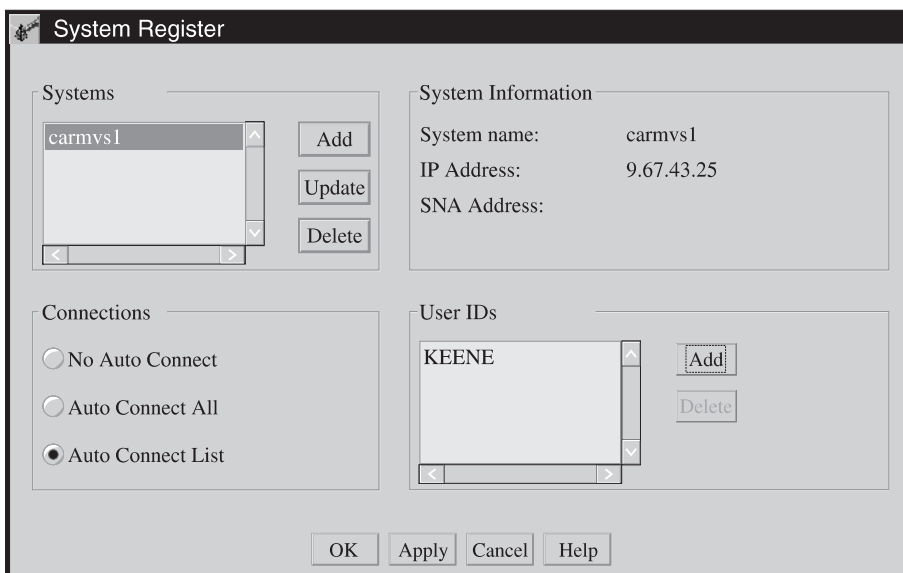 System Register
Systems
carmvs1
Add
Update
Delete
System Information
System name: carmvs1
IP Address: 9.67.43.25
SNA Address:
Connections
No Auto Connect
Auto Connect All
Auto Connect List
User IDs
KEENE
Add
Delete
OK Apply Cancel Help